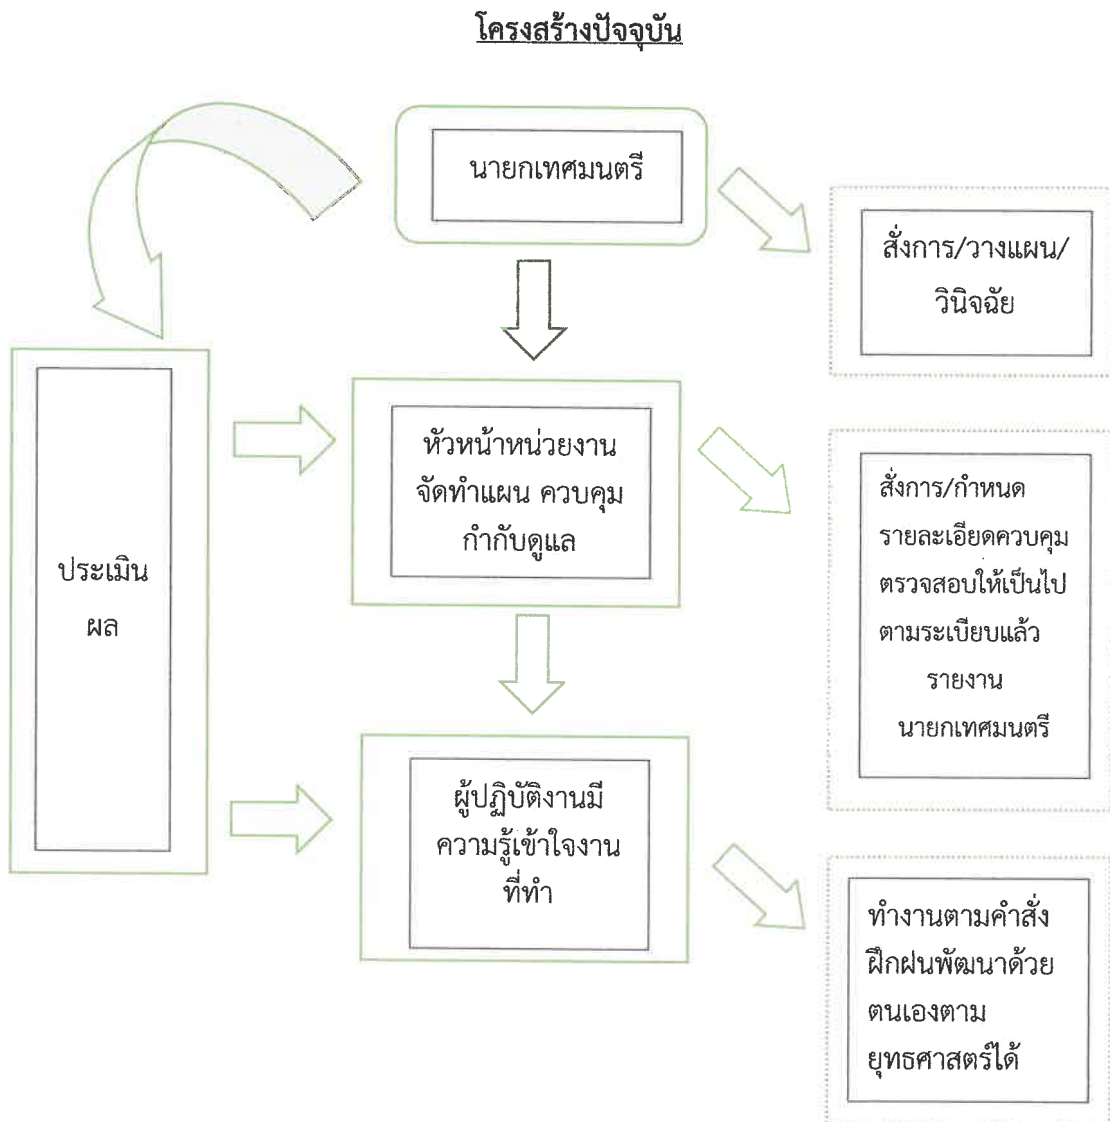 โครงสร้างปัจจุบัน
นายกเทศมนตรี
สั่งการ/วางแผน/
วินิจฉัย
หัวหน้าหน่วยงาน
จัดทำแผน ควบคุม
กำกับดูแล
สั่งการ/กำหนด
รายละเอียดควบคุม
ตรวจสอบให้เป็นไป
ตามระเบียบแล้ว
รายงาน
นายกเทศมนตรี
ประเมิน
ผล
ผู้ปฏิบัติงานมี
ความรู้เข้าใจงาน
ที่ทำ
ทำงานตามคำสั่ง
ฝึกฝนพัฒนาด้วย
ตนเองตาม
ยุทธศาสตร์ได้